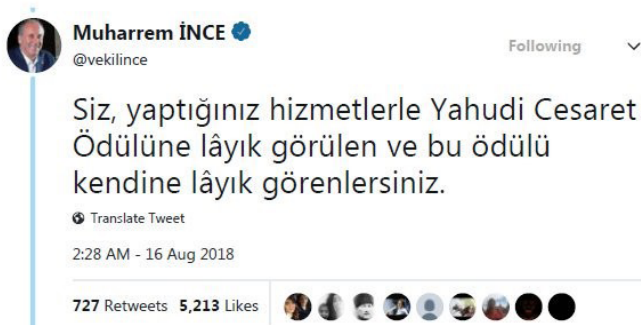 Muharrem İNCE
@vekilince
Following
Siz, yaptığınız hizmetlerle Yahudi Cesaret
Ödülüne lâyık görülen ve bu ödülü
kendine lâyık görenlersiniz.
Translate Tweet
2:28 AM - 16 Aug 2018
727 Retweets 5,213 Likes